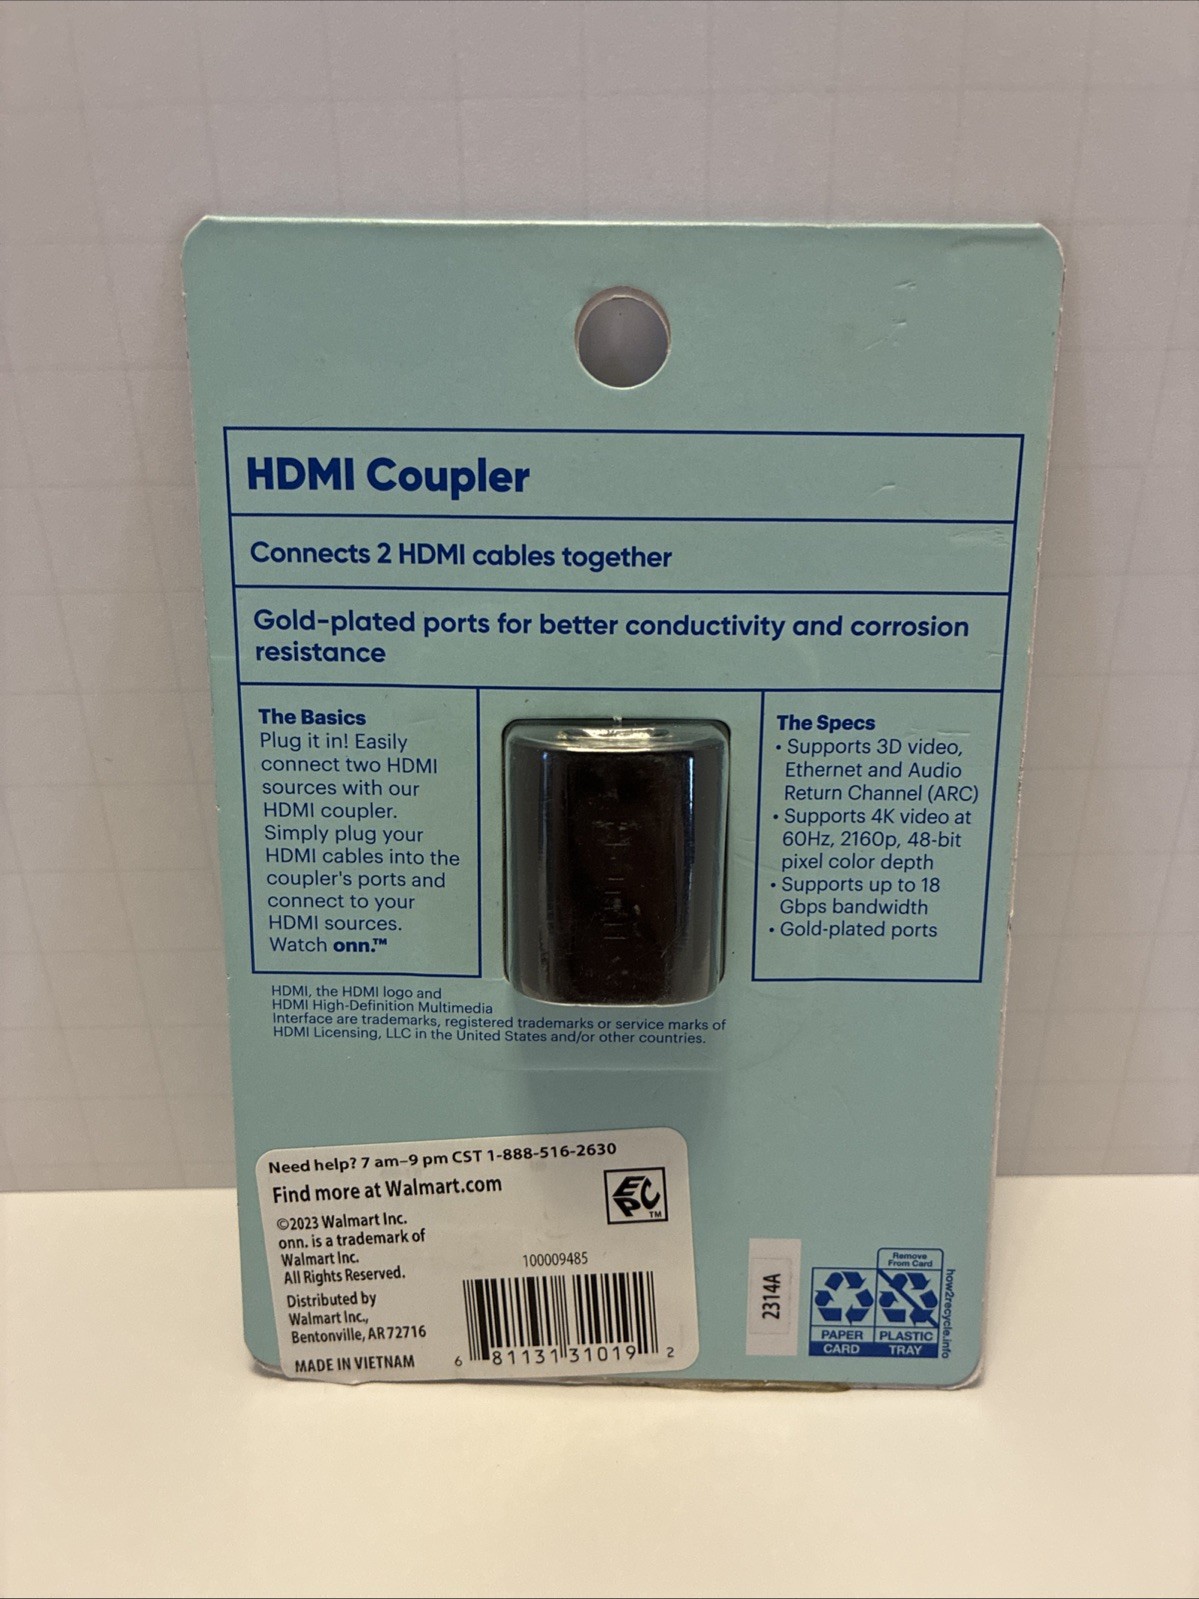 HDMI Coupler
Connects 2 HDMI cables together
Gold-plated ports for better conductivity and corrosion
resistance
The Basics
Plug it in! Easily
connect two HDMI
sources with our
HDMI coupler.
Simply plug your
HDMI cables into the
coupler's ports and
connect to your
HDMI sources.
Watch onn.™
The Specs
• Supports 3D video,
Ethernet and Audio
Return Channel (ARC)
• Supports 4K video at
60Hz, 2160p, 48-bit
pixel color depth
• Supports up to 18
Gbps bandwidth
• Gold-plated ports
HDMI, the HDMI logo and
HDMI High-Definition Multimedia
Interface are trademarks, registered trademarks or service marks of
HDMI Licensing, LLC in the United States and/or other countries.
Need help? 7 am–9 pm CST 1-888-516-2630
Find more at Walmart.com
EPC™
©2023 Walmart Inc.
onn. is a trademark of
Walmart Inc.
All Rights Reserved.
Distributed by
Walmart Inc.,
Bentonville, AR 72716
MADE IN VIETNAM
100009485
6 81131 31019 2
2314A
Remove
From Card
PAPER
CARD
PLASTIC
TRAY
how2recycle.info